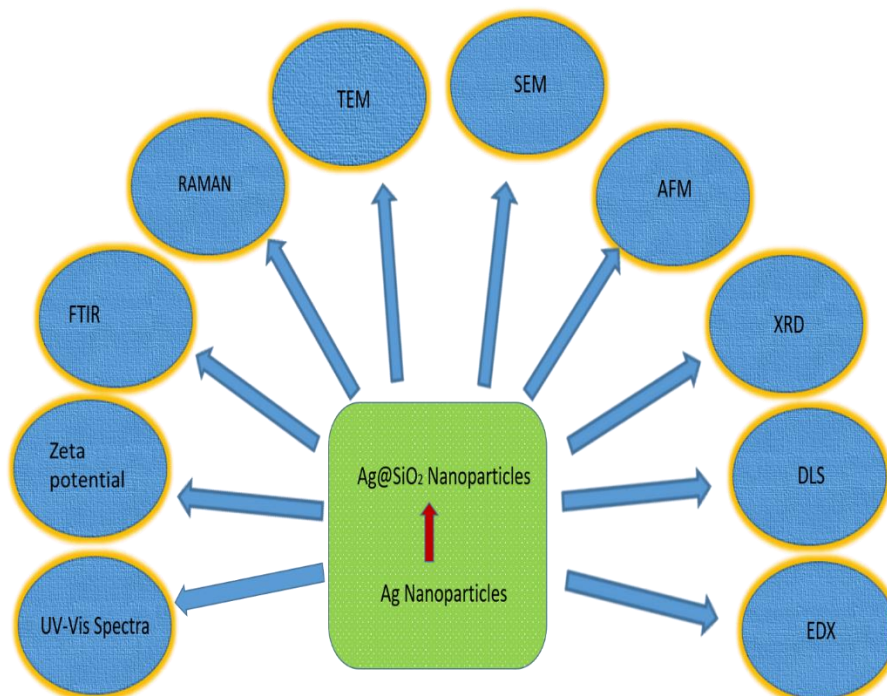 SEM
TEM
RAMAN
AFM
FTIR
XRD
Zeta
potential
Ag@SiO₂ Nanoparticles
DLS
Ag Nanoparticles
UV-Vis Spectra
EDX